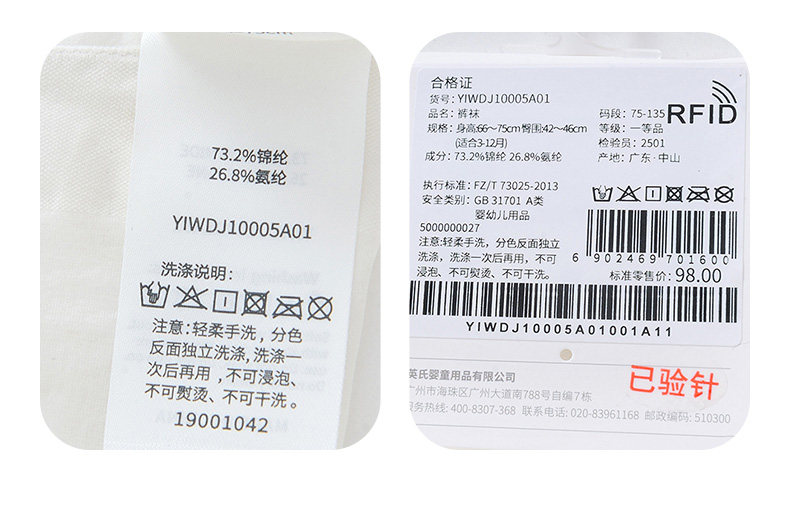 73.2%锦纶
26.8%氨纶
YIWDJ10005A01
洗涤说明:
注意:轻柔手洗，分色
反面独立洗涤,洗涤一
次后再用，不可浸泡、
不可熨烫、不可干洗。
19001042
合格证
货号:YIWDJ10005A01
品名:裤袜
规格:身高:66～75cm 臀围:42～46cm
(适合3-12月)
成分:73.2%锦纶 26.8%氨纶
码段: 75-135
等级: 一等品
检验员: 2501
产地: 广东·中山
RFID
执行标准: FZ/T 73025-2013
安全类别: GB 31701 A类
婴幼儿用品
5000000027
注意:轻柔手洗，分色反面独立
洗涤，洗涤一次后再用，不可
浸泡、不可熨烫、不可干洗。
6 902469 701600
标准零售价: 98.00
YIWDJ10005A01001A11
英氏婴童用品有限公司
广州市海珠区广州大道南788号自编7栋
服务热线: 400-8307-368 联系电话: 020-83961168 邮政编码: 510300
已验针